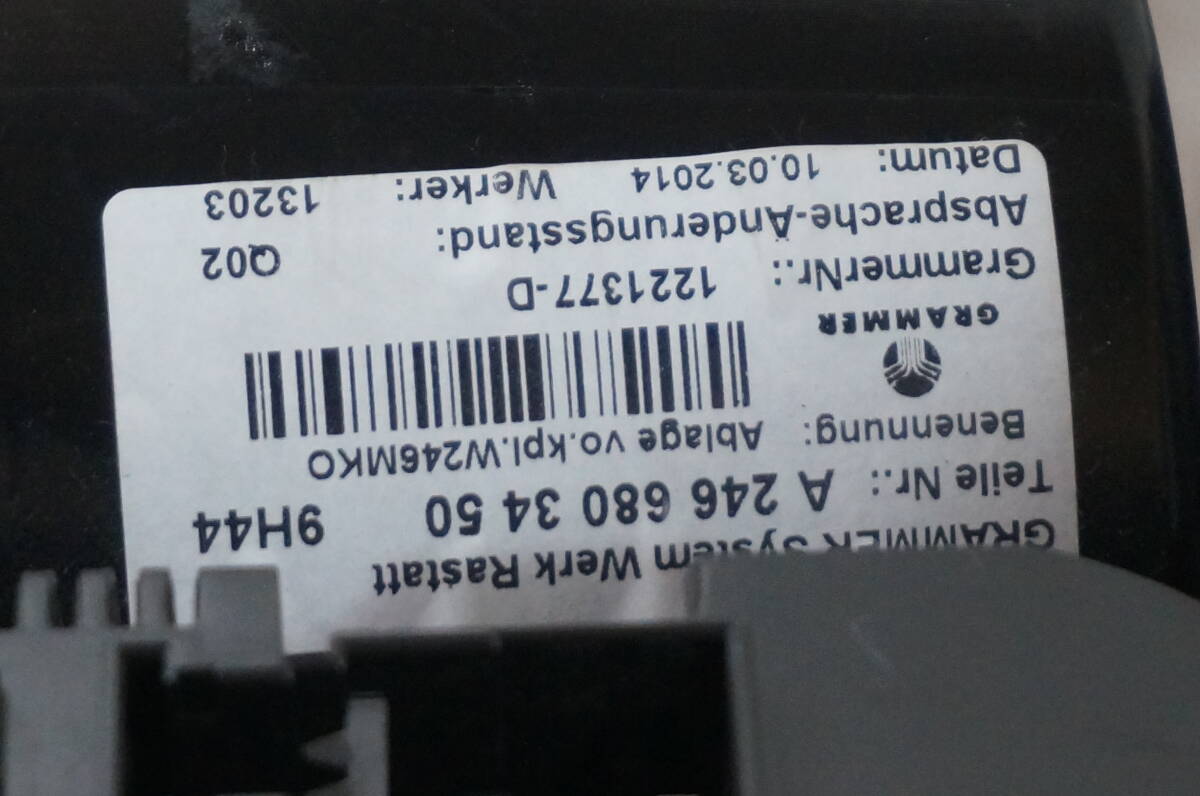 GRAMMER System Werk Rastatt
Teile Nr.: A 246 680 34 50 9H44
Benennung: Ablage vo.kpl.W246MKO
GRAMMER
GrammerNr.: 1221377-D
Absprache-Änderungsstand: Q02
Datum: 10.03.2014 Werker: 13203